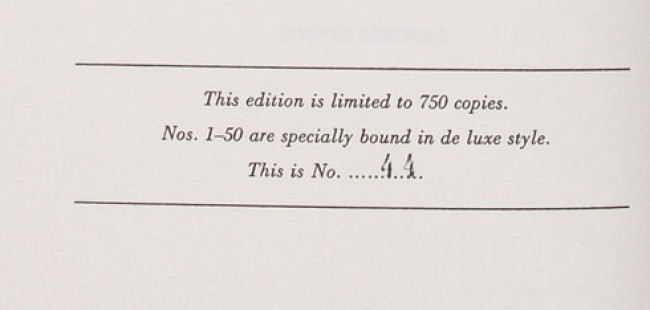 This edition is limited to 750 copies.
Nos. 1–50 are specially bound in de luxe style.
This is No. .....44.